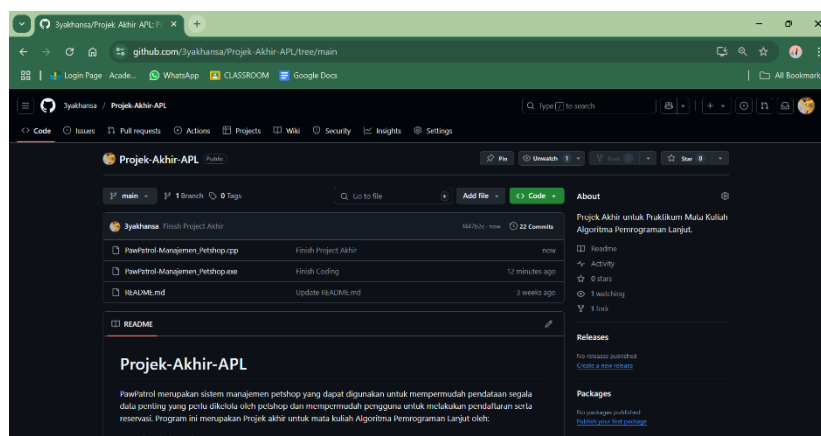 3yakhansa/Projek-Akhir-APL: P
github.com/3yakhansa/Projek-Akhir-APL/tree/main
Login Page Acade... WhatsApp CLASSROOM Google Docs All Bookmark
3yakhansa / Projek-Akhir-APL Type / to search
Code Issues Pull requests Actions Projects Wiki Security Insights Settings
Projek-Akhir-APL Public Pin Unwatch 1 Fork Star 0
main 1 Branch 0 Tags Go to file Add file Code
3yakhansa Finish Project Akhir now 22 Commits
PawPatrol-Manajemen_Petshop.cpp Finish Project Akhir now
PawPatrol-Manajemen_Petshop.exe Finish Coding 12 minutes ago
README.md Update README.md 3 weeks ago
README
Projek-Akhir-APL
PawPatrol merupakan sistem manajemen petshop yang dapat digunakan untuk mempermudah pendataan segala
data penting yang perlu dikelola oleh petshop dan mempermudah pengguna untuk melakukan pendaftaran serta
reservasi. Program ini merupakan Projek akhir untuk mata kuliah Algoritma Pemrograman Lanjut oleh:
About
Projek Akhir untuk Praktikum Mata Kuliah
Algoritma Pemrograman Lanjut.
Readme
Activity
0 stars
1 watching
1 fork
Releases
No releases published
Create a new release
Packages
No packages published
Publish your first package